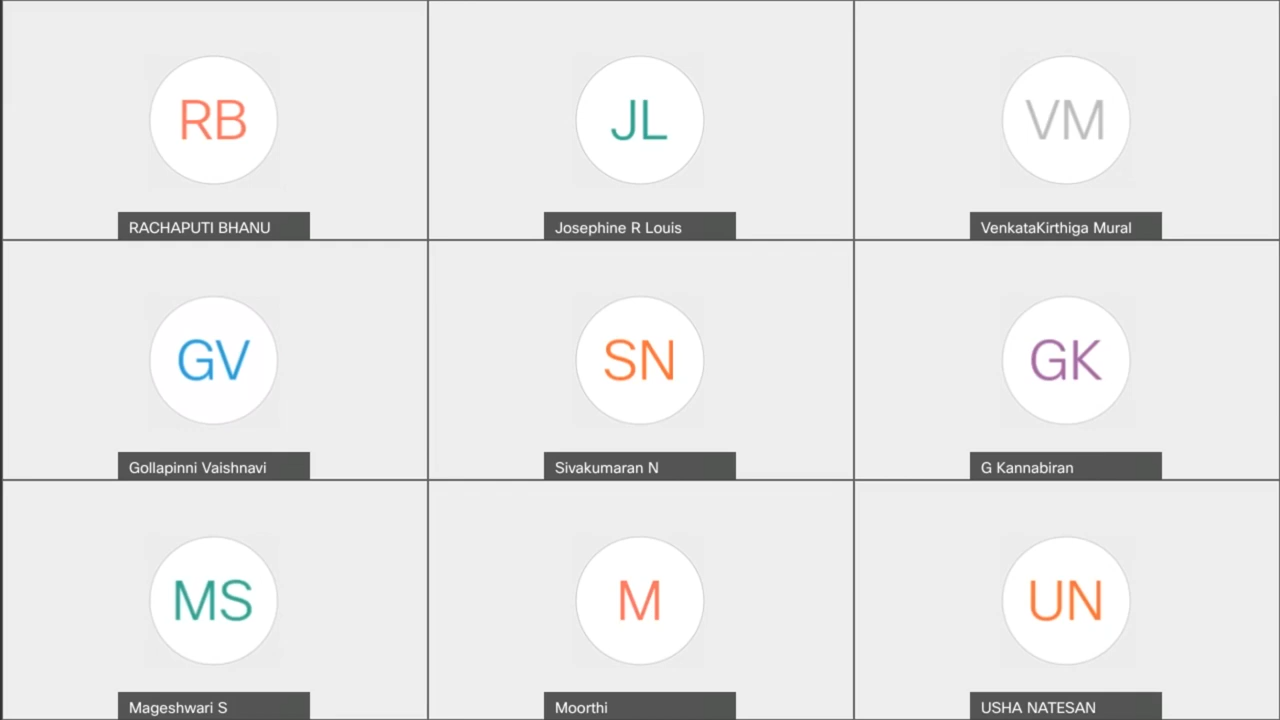 RB
RACHAPUTI BHANU
JL
Josephine R Louis
VM
VenkataKirthiga Mural
GV
Gollapinni Vaishnavi
SN
Sivakumaran N
GK
G Kannabiran
MS
Mageshwari S
M
Moorthi
UN
USHA NATESAN